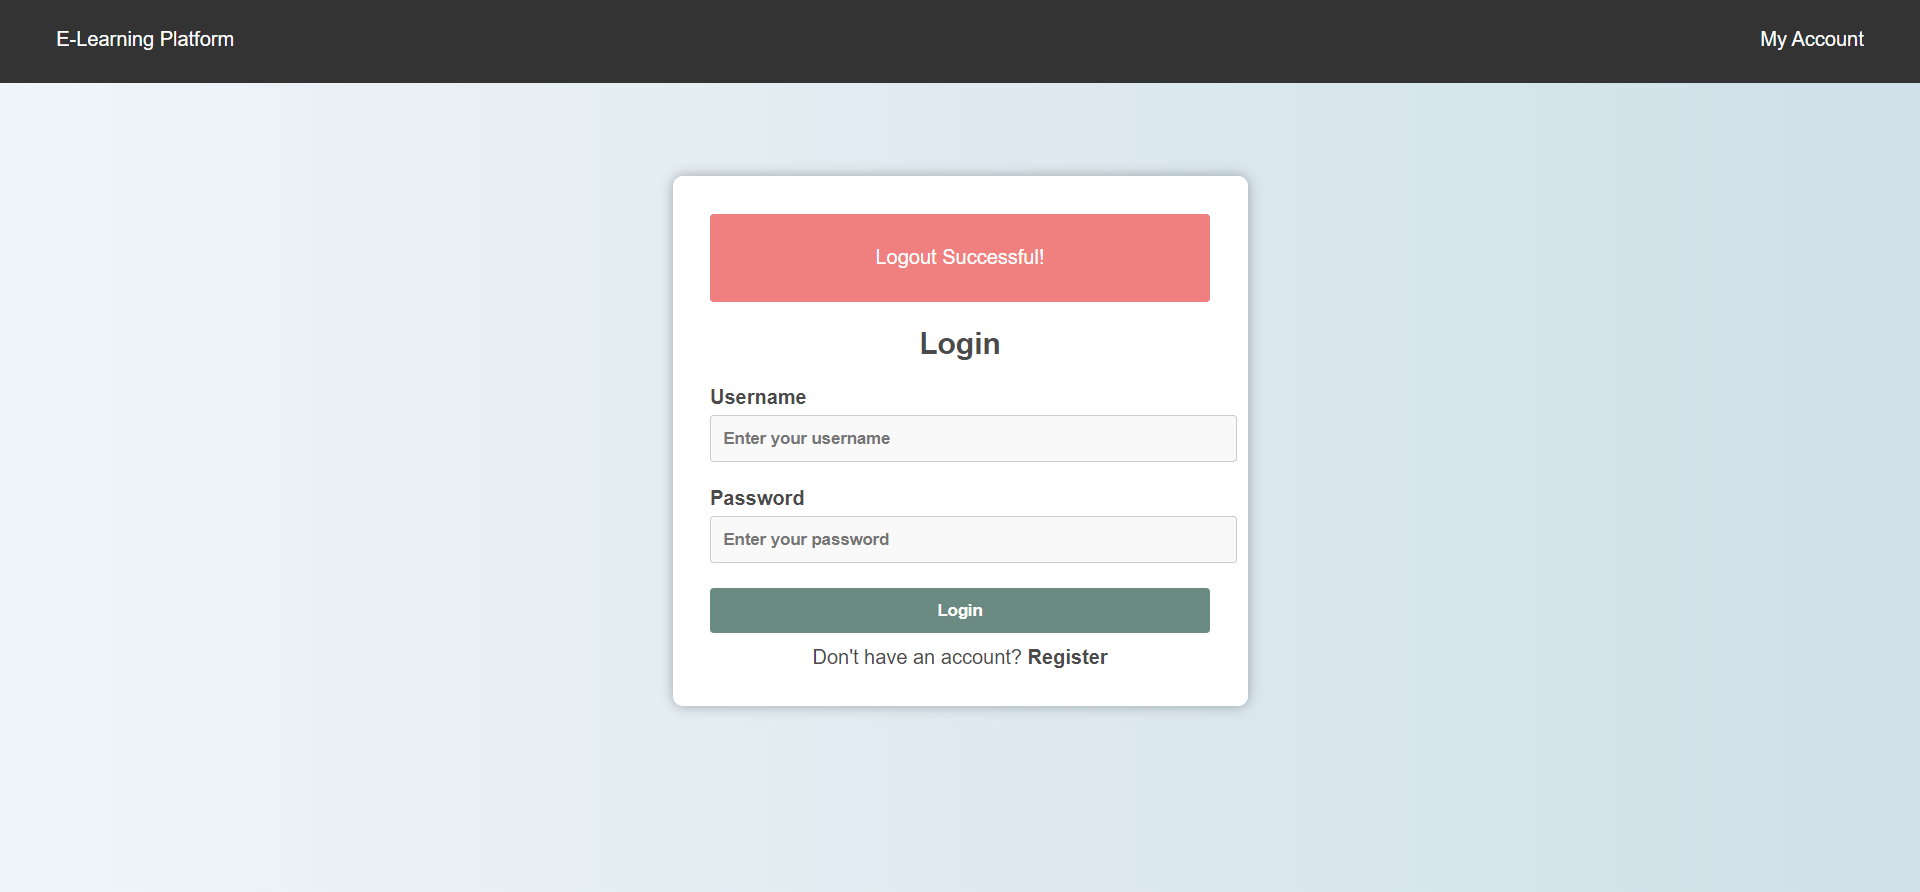 E-Learning Platform
My Account
Logout Successful!
Login
Username
Enter your username
Password
Enter your password
Login
Don't have an account? Register